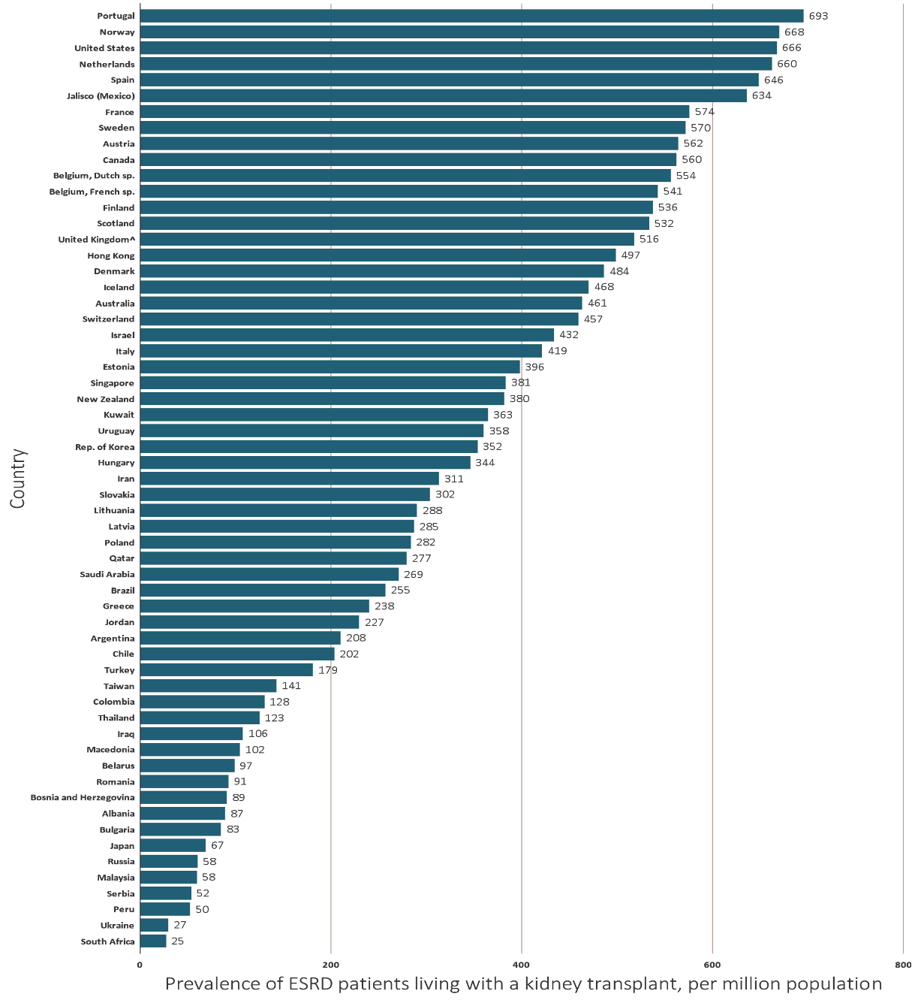 Portugal 693
Norway 668
United States 666
Netherlands 660
Spain 646
Jalisco (Mexico) 634
France 574
Sweden 570
Austria 562
Canada 560
Belgium, Dutch sp. 554
Belgium, French sp. 541
Finland 536
Scotland 532
United Kingdom^ 516
Hong Kong 497
Denmark 484
Iceland 468
Australia 461
Switzerland 457
Israel 432
Italy 419
Estonia 396
Singapore 381
New Zealand 380
Kuwait 363
Uruguay 358
Rep. of Korea 352
Hungary 344
Iran 311
Slovakia 302
Lithuania 288
Latvia 285
Poland 282
Qatar 277
Saudi Arabia 269
Brazil 255
Greece 238
Jordan 227
Argentina 208
Chile 202
Turkey 179
Taiwan 141
Colombia 128
Thailand 123
Iraq 106
Macedonia 102
Belarus 97
Romania 91
Bosnia and Herzegovina 89
Albania 87
Bulgaria 83
Japan 67
Russia 58
Malaysia 58
Serbia 52
Peru 50
Ukraine 27
South Africa 25
Country
0 200 400 600 800
Prevalence of ESRD patients living with a kidney transplant, per million population